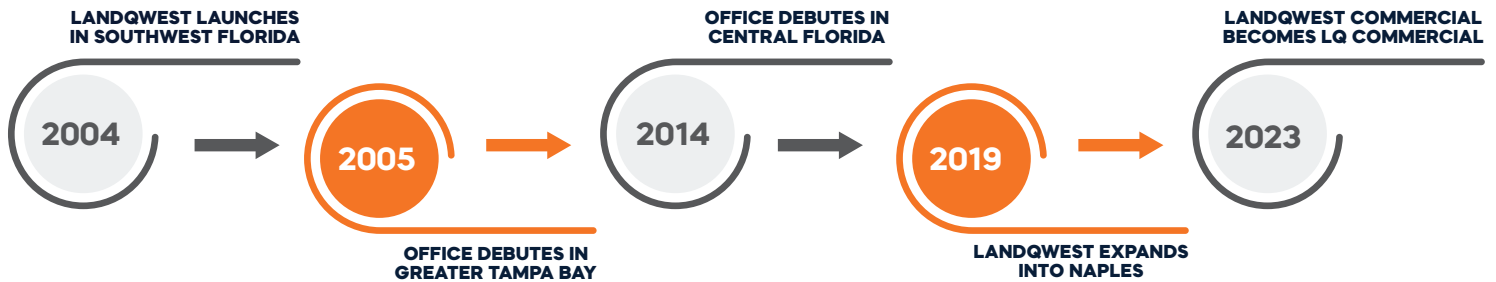 LANDQWEST LAUNCHES
IN SOUTHWEST FLORIDA
2004
2005
OFFICE DEBUTES IN
GREATER TAMPA BAY
OFFICE DEBUTES IN
CENTRAL FLORIDA
2014
2019
LANDQWEST EXPANDS
INTO NAPLES
LANDQWEST COMMERCIAL
BECOMES LQ COMMERCIAL
2023